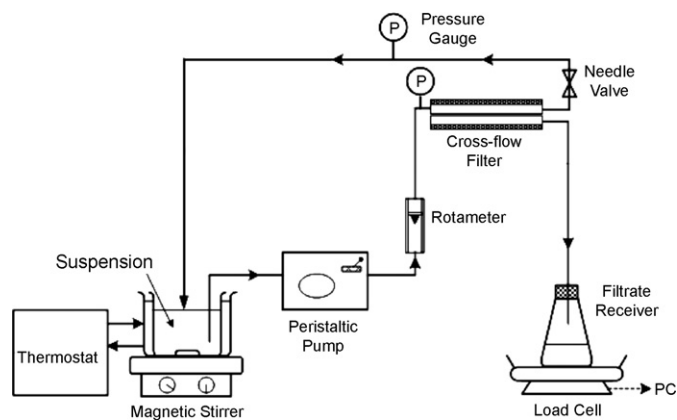 P
Pressure
Gauge
P
Needle
Valve
Cross-flow
Filter
Rotameter
Suspension
Peristaltic
Pump
Filtrate
Receiver
Thermostat
Magnetic Stirrer
Load Cell
PC